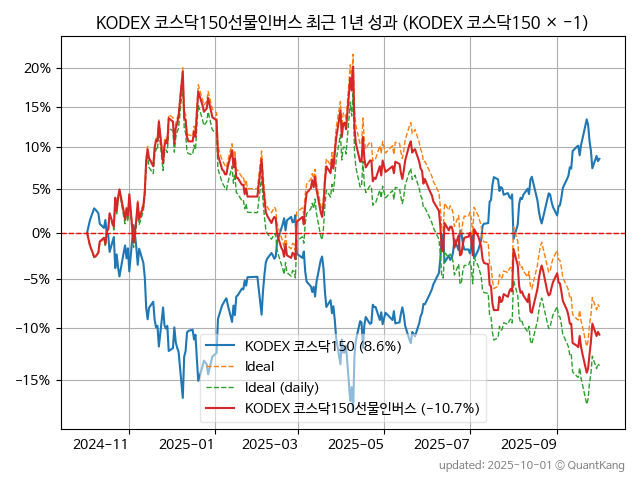 KODEX 코스닥150선물인버스 최근 1년 성과 (KODEX 코스닥150 × −1)
20%
15%
10%
5%
0%
−5%
−10%
−15%
KODEX 코스닥150 (8.6%)
Ideal
Ideal (daily)
KODEX 코스닥150선물인버스 (−10.7%)
2024−11
2025−01
2025−03
2025−05
2025−07
2025−09
updated: 2025-10-01 © QuantKang